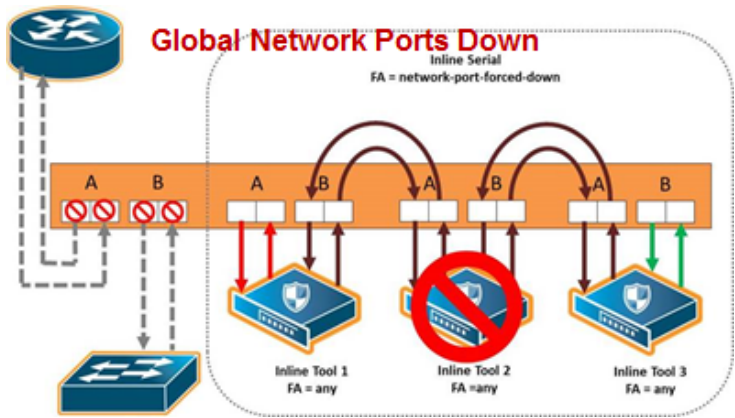 Global Network Ports Down
Inline Serial
FA = network-port-forced-down
A B A B A B A B
Inline Tool 1
FA = any
Inline Tool 2
FA =any
Inline Tool 3
FA = any